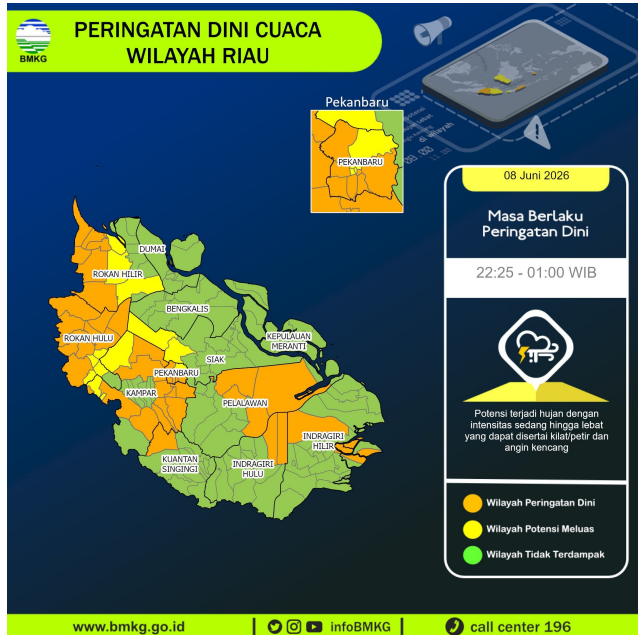 BMKG
PERINGATAN DINI CUACA
WILAYAH RIAU
Pekanbaru
PEKANBARU
08 Juni 2026
Masa Berlaku
Peringatan Dini
22:25 - 01:00 WIB
Potensi terjadi hujan dengan
intensitas sedang hingga lebat
yang dapat disertai kilat/petir dan
angin kencang
Wilayah Peringatan Dini
Wilayah Potensi Meluas
Wilayah Tidak Terdampak
DUMAI
ROKAN HILIR
BENGKALIS
ROKAN HULU
KEPULAUAN
MERANTI
SIAK
PEKANBARU
KAMPAR
PELALAWAN
INDRAGIRI
HILIR
KUANTAN
SINGINGI
INDRAGIRI
HULU
www.bmkg.go.id
infoBMKG
call center 196